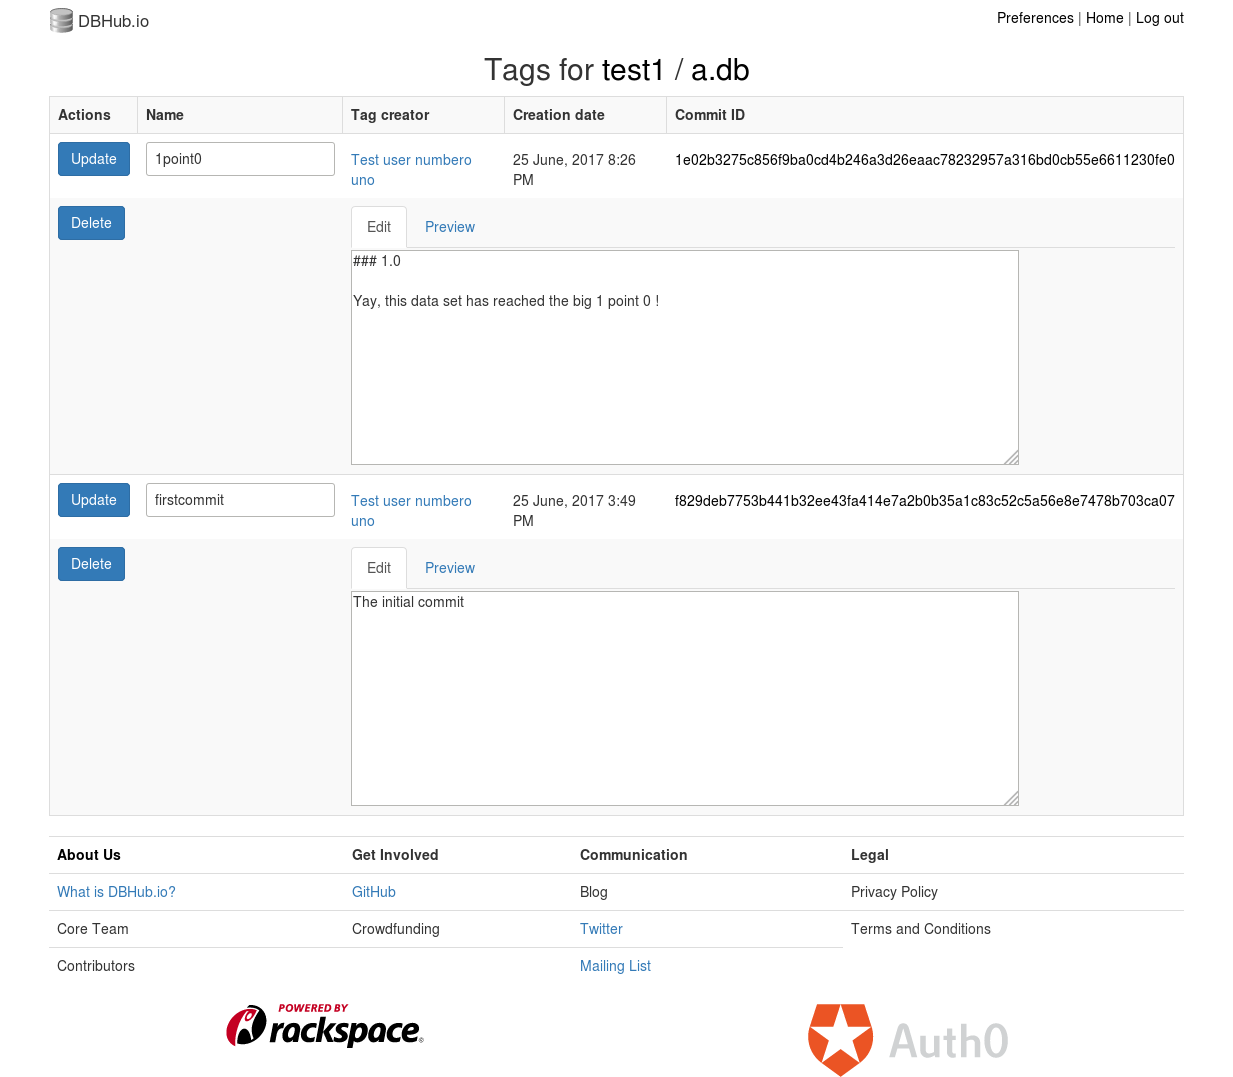 DBHub.io
Preferences | Home | Log out
Tags for test1 / a.db
Actions Name Tag creator Creation date Commit ID
Update 1point0 Test user numbero uno 25 June, 2017 8:26 PM 1e02b3275c856f9ba0cd4b246a3d26eaac78232957a316bd0cb55e6611230fe0
Delete Edit Preview
### 1.0
Yay, this data set has reached the big 1 point 0 !
Update firstcommit Test user numbero uno 25 June, 2017 3:49 PM f829deb7753b441b32ee43fa414e7a2b0b35a1c83c52c5a56e8e7478b703ca07
Delete Edit Preview
The initial commit
About Us Get Involved Communication Legal
What is DBHub.io? GitHub Blog Privacy Policy
Core Team Crowdfunding Twitter Terms and Conditions
Contributors Mailing List
POWERED BY
rackspace®
Auth0